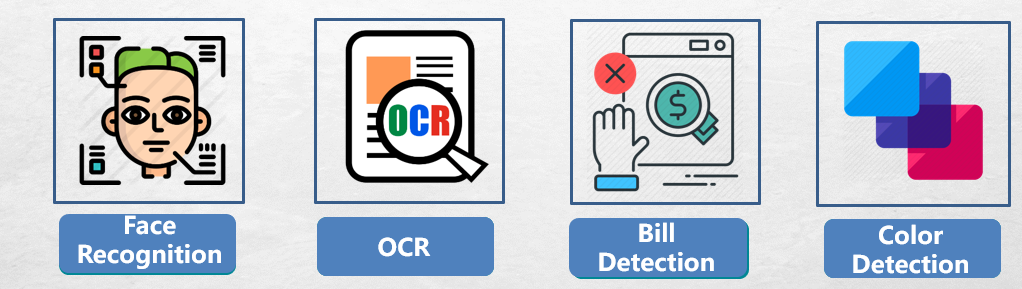 OCR
$
Face
Recognition
OCR
Bill
Detection
Color
Detection